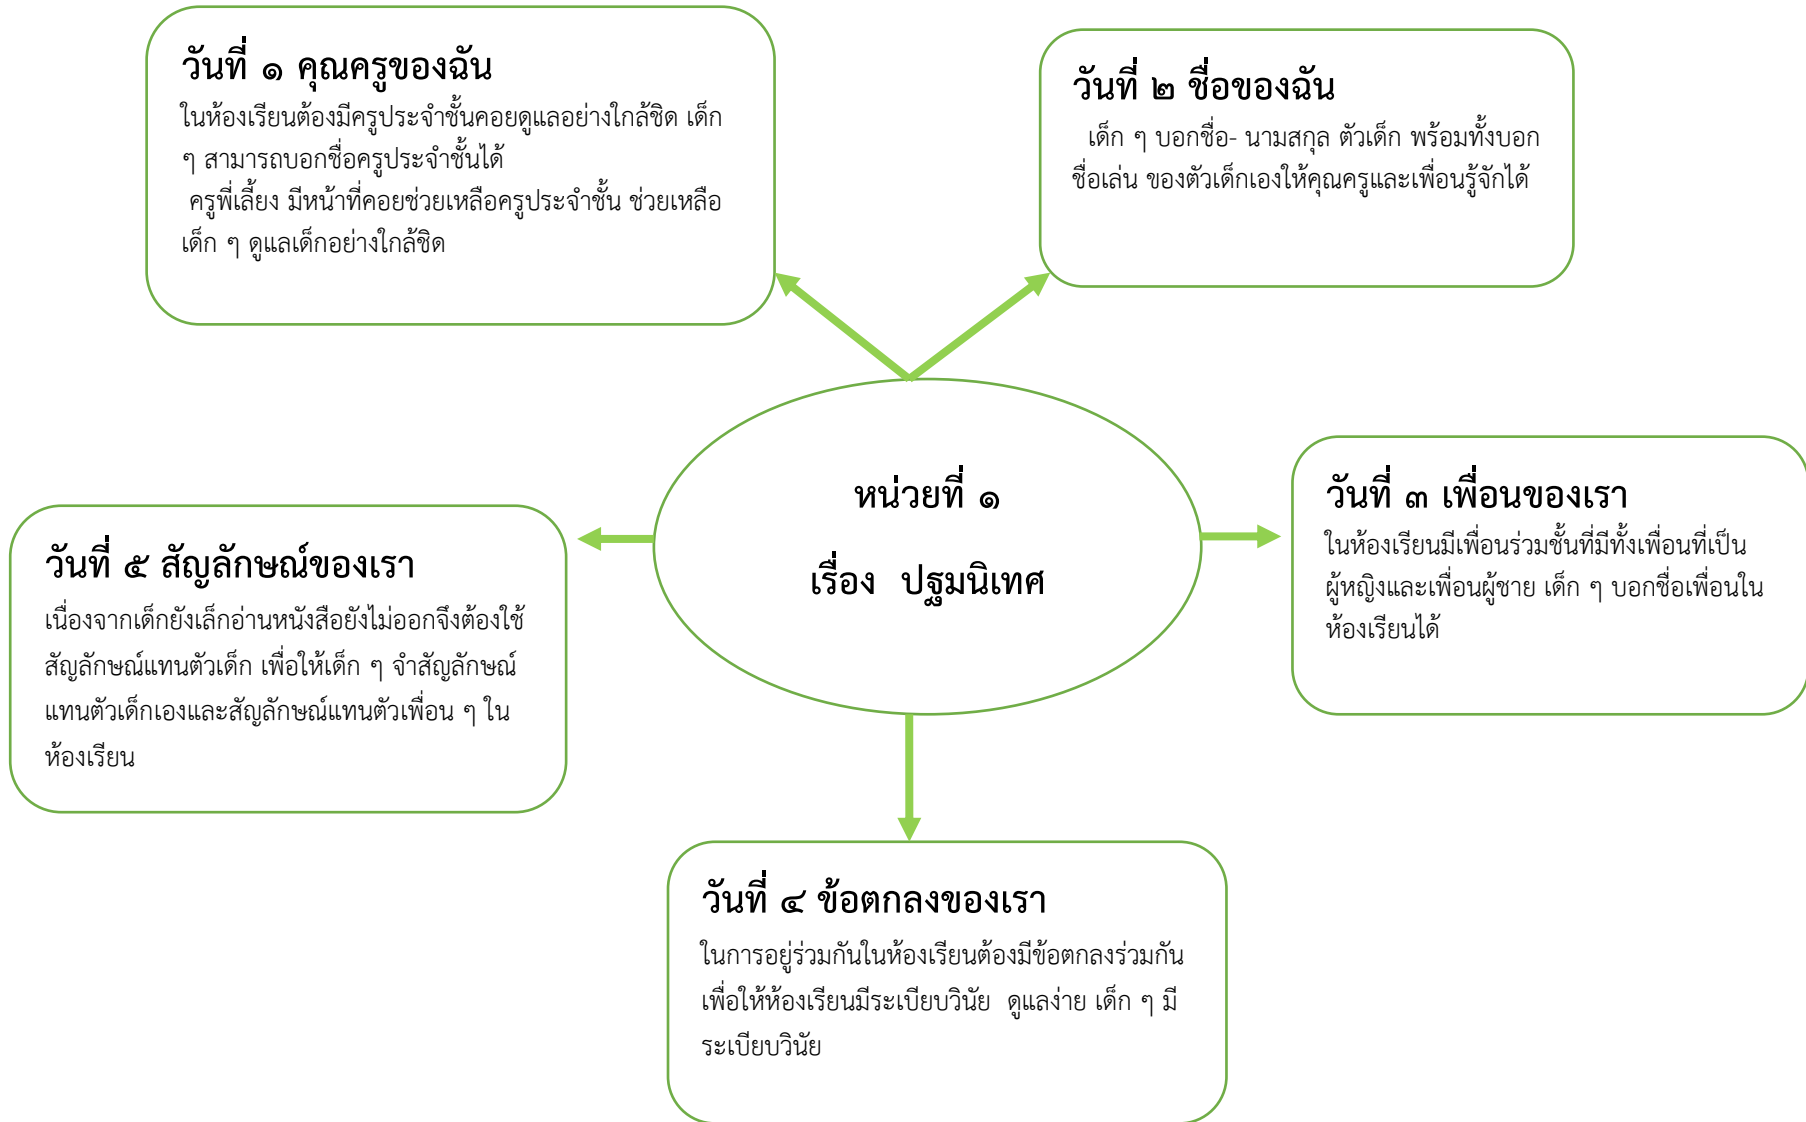 วันที่ ๑ คุณครูของฉัน
ในห้องเรียนต้องมีครูประจำชั้นคอยดูแลอย่างใกล้ชิด เด็ก
ๆ สามารถบอกชื่อครูประจำชั้นได้
ครูพี่เลี้ยง มีหน้าที่คอยช่วยเหลือครูประจำชั้น ช่วยเหลือ
เด็ก ๆ ดูแลเด็กอย่างใกล้ชิด
วันที่ ๒ ชื่อของฉัน
เด็ก ๆ บอกชื่อ- นามสกุล ตัวเด็ก พร้อมทั้งบอก
ชื่อเล่น ของตัวเด็กเองให้คุณครูและเพื่อนรู้จักได้
หน่วยที่ ๑
เรื่อง ปฐมนิเทศ
วันที่ ๓ เพื่อนของเรา
ในห้องเรียนมีเพื่อนร่วมชั้นที่มีทั้งเพื่อนที่เป็น
ผู้หญิงและเพื่อนผู้ชาย เด็ก ๆ บอกชื่อเพื่อนใน
ห้องเรียนได้
วันที่ ๔ ข้อตกลงของเรา
ในการอยู่ร่วมกันในห้องเรียนต้องมีข้อตกลงร่วมกัน
เพื่อให้ห้องเรียนมีระเบียบวินัย ดูแลง่าย เด็ก ๆ มี
ระเบียบวินัย
วันที่ ๕ สัญลักษณ์ของเรา
เนื่องจากเด็กยังเล็กอ่านหนังสือยังไม่ออกจึงต้องใช้
สัญลักษณ์แทนตัวเด็ก เพื่อให้เด็ก ๆ จำสัญลักษณ์
แทนตัวเด็กเองและสัญลักษณ์แทนตัวเพื่อน ๆ ใน
ห้องเรียน